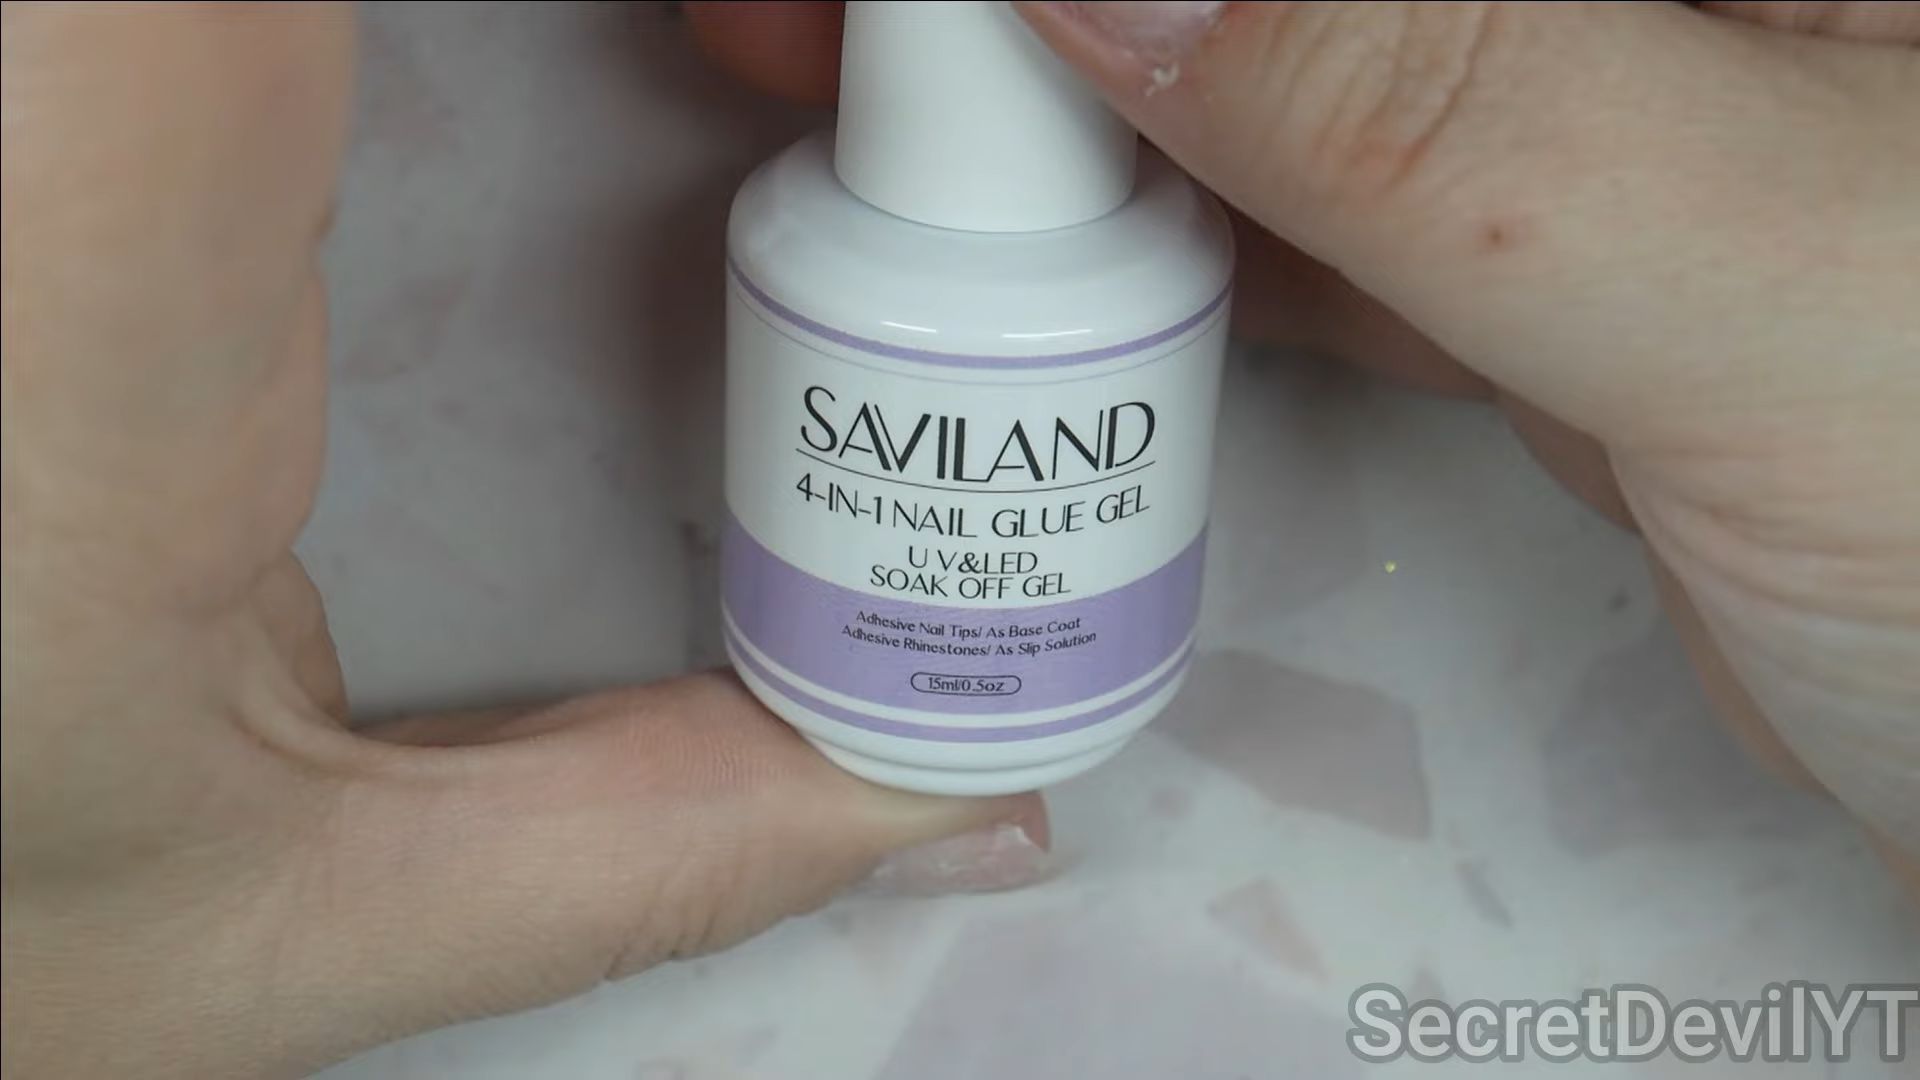 SAVILAND
4-IN-1 NAIL GLUE GEL
U V&LED
SOAK OFF GEL
Adhesive Nail Tips/ As Base Coat
Adhesive Rhinestones/ As Slip Solution
15ml/0.5oz
SecretDevilYT